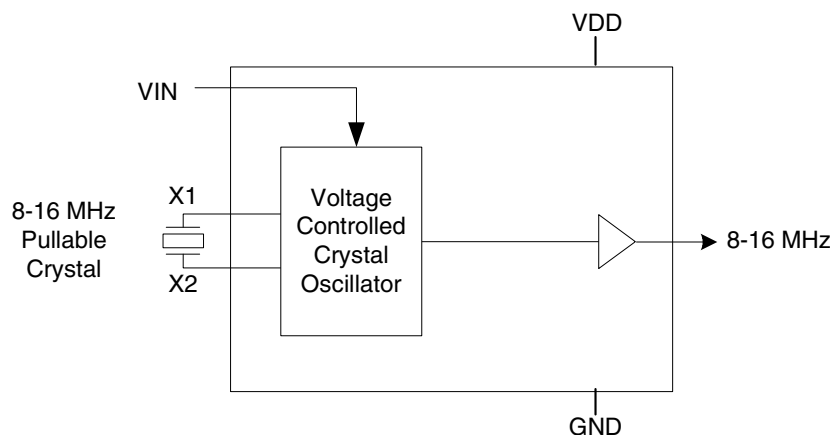 VDD
VIN
X1
8-16 MHz
Pullable
Crystal
X2
Voltage
Controlled
Crystal
Oscillator
8-16 MHz
GND